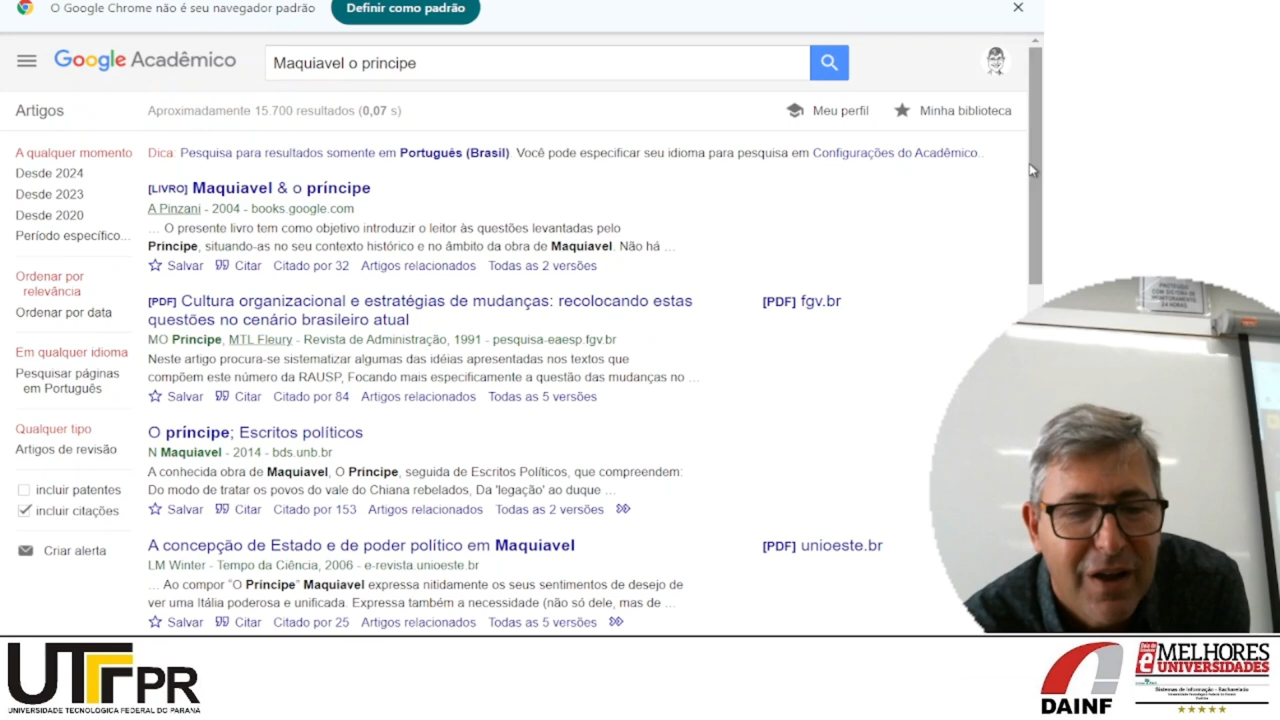 O Google Chrome não é seu navegador padrão
Definir como padrão
Google Acadêmico
Maquiavel o principe
Artigos
Aproximadamente 15.700 resultados (0,07 s)
Meu perfil
Minha biblioteca
A qualquer momento
Desde 2024
Desde 2023
Desde 2020
Período específico...
Ordenar por
relevância
Ordenar por data
Em qualquer idioma
Pesquisar páginas
em Português
Qualquer tipo
Artigos de revisão
incluir patentes
incluir citações
Criar alerta
Dica: Pesquisa para resultados somente em Português (Brasil). Você pode especificar seu idioma para pesquisa em Configurações do Acadêmico..
[LIVRO] Maquiavel & o príncipe
A Pinzani - 2004 - books.google.com
... O presente livro tem como objetivo introduzir o leitor às questões levantadas pelo
Principe, situando-as no seu contexto histórico e no âmbito da obra de Maquiavel. Não há ...
Salvar Citar Citado por 32 Artigos relacionados Todas as 2 versões
[PDF] Cultura organizacional e estratégias de mudanças: recolocando estas
questões no cenário brasileiro atual
[PDF] fgv.br
MO Principe, MTL Fleury - Revista de Administração, 1991 - pesquisa-eaesp.fgv.br
Neste artigo procura-se sistematizar algumas das idéias apresentadas nos textos que
compõem este número da RAUSP, Focando mais especificamente a questão das mudanças no ...
Salvar Citar Citado por 84 Artigos relacionados Todas as 5 versões
O príncipe; Escritos políticos
N Maquiavel - 2014 - bds.unb.br
A conhecida obra de Maquiavel, O Principe, seguida de Escritos Políticos, que compreendem:
Do modo de tratar os povos do vale do Chiana rebelados, Da 'legação' ao duque ...
Salvar Citar Citado por 153 Artigos relacionados Todas as 2 versões
A concepção de Estado e de poder político em Maquiavel
[PDF] unioeste.br
LM Winter - Tempo da Ciência, 2006 - e-revista.unioeste.br
... Ao compor "O Príncipe" Maquiavel expressa nitidamente os seus sentimentos de desejo de
ver uma Itália poderosa e unificada. Expressa também a necessidade (não só dele, mas de ...
Salvar Citar Citado por 25 Artigos relacionados Todas as 5 versões
PROTEGIDO
COM SISTEMA DE
MONITORAMENTO
24 HORAS
UTFPR
UNIVERSIDADE TECNOLÓGICA FEDERAL DO PARANÁ
DAINF
MELHORES
UNIVERSIDADES
Sistemas de Informação - Bacharelado